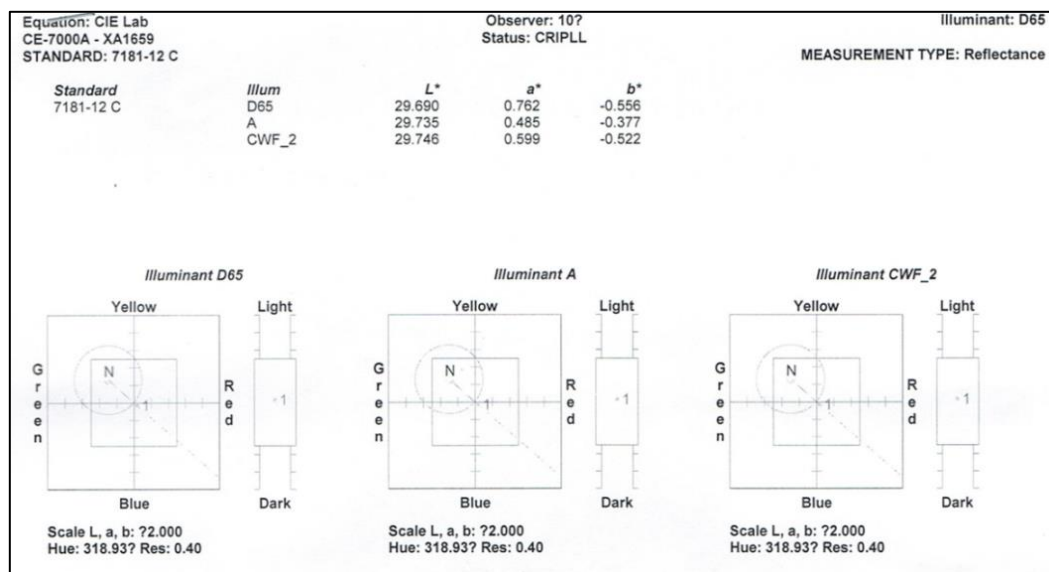 Equation: CIE Lab
CE-7000A - XA1659
STANDARD: 7181-12 C
Observer: 10?
Status: CRIPLL
Illuminant: D65
MEASUREMENT TYPE: Reflectance
Standard Illum L* a* b*
7181-12 C D65 29.690 0.762 -0.556
A 29.735 0.485 -0.377
CWF_2 29.746 0.599 -0.522
Illuminant D65
Yellow Light
Green
N
1
Red
1
Blue Dark
Scale L, a, b: ?2.000
Hue: 318.93? Res: 0.40
Illuminant A
Yellow Light
Green
N
1
Red
1
Blue Dark
Scale L, a, b: ?2.000
Hue: 318.93? Res: 0.40
Illuminant CWF_2
Yellow Light
Green
N
1
Red
1
Blue Dark
Scale L, a, b: ?2.000
Hue: 318.93? Res: 0.40